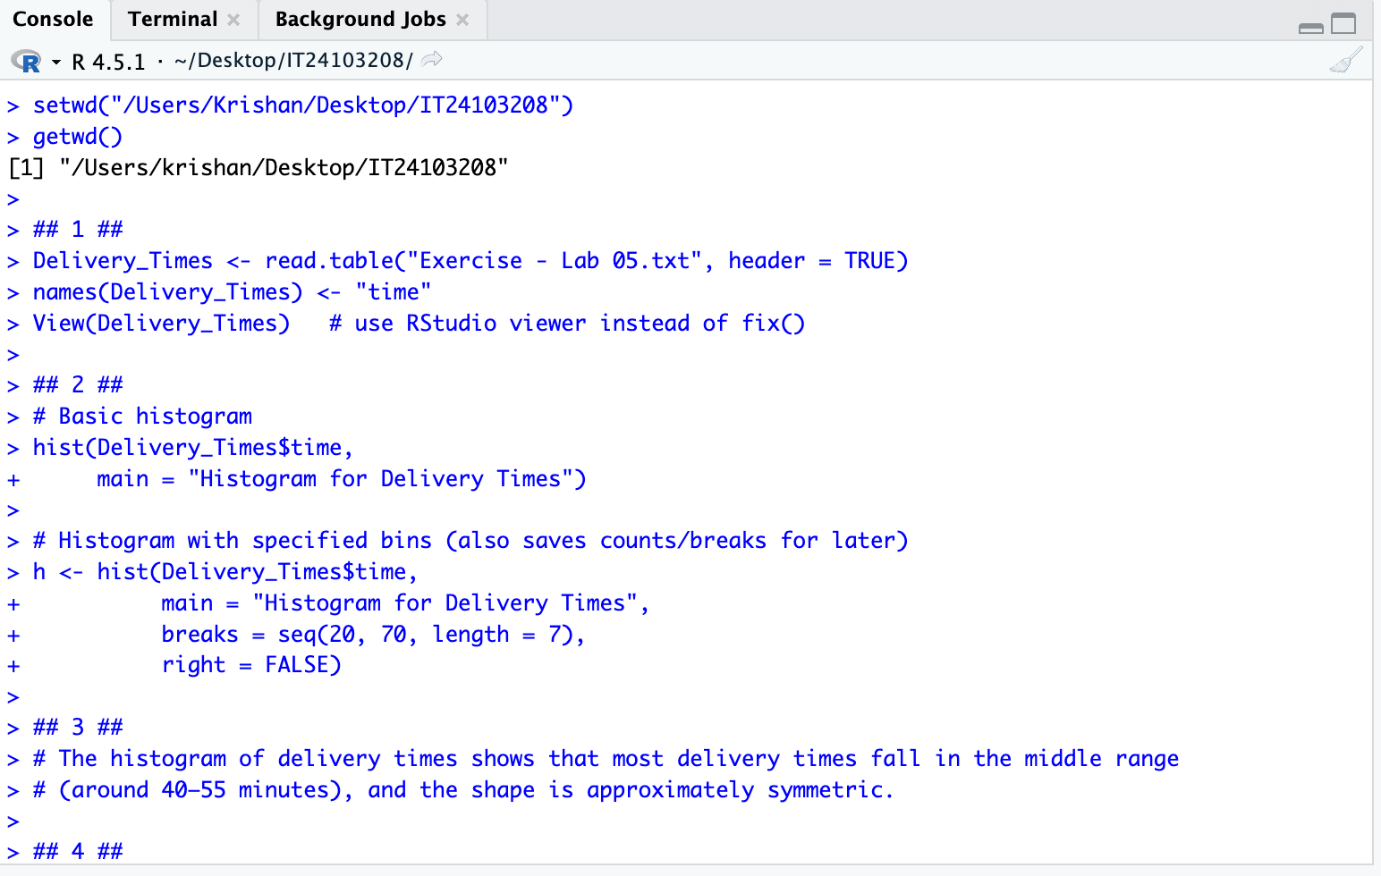 Console Terminal × Background Jobs ×
R R 4.5.1 · ~/Desktop/IT24103208/
> setwd("/Users/Krishan/Desktop/IT24103208")
> getwd()
[1] "/Users/krishan/Desktop/IT24103208"
>
> ## 1 ##
> Delivery_Times <- read.table("Exercise - Lab 05.txt", header = TRUE)
> names(Delivery_Times) <- "time"
> View(Delivery_Times)   # use RStudio viewer instead of fix()
>
> ## 2 ##
> # Basic histogram
> hist(Delivery_Times$time,
+      main = "Histogram for Delivery Times")
>
> # Histogram with specified bins (also saves counts/breaks for later)
> h <- hist(Delivery_Times$time,
+           main = "Histogram for Delivery Times",
+           breaks = seq(20, 70, length = 7),
+           right = FALSE)
>
> ## 3 ##
> # The histogram of delivery times shows that most delivery times fall in the middle range
> # (around 40–55 minutes), and the shape is approximately symmetric.
>
> ## 4 ##